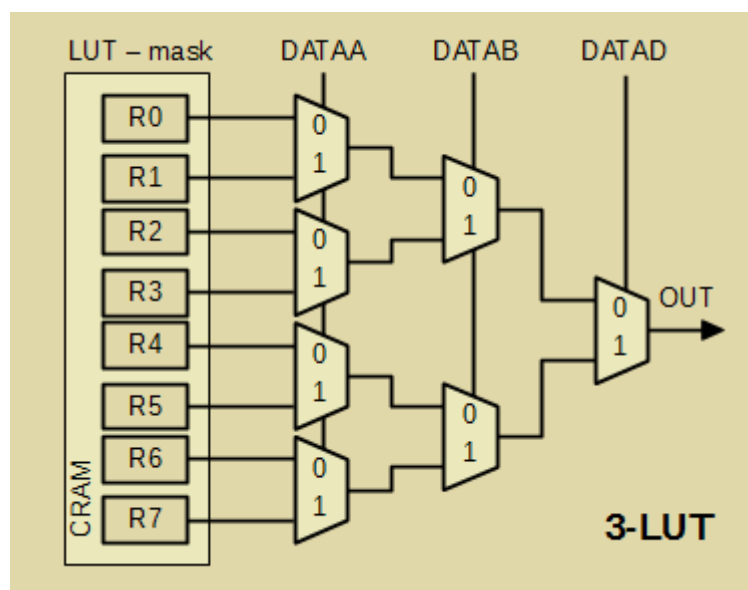 LUT – mask DATAA DATAB DATAD
R0
0
1
R1
0
1
R2
0
1
R3
0
1
OUT
R4
0
1
R5
0
1
R6
0
1
R7
CRAM
3-LUT